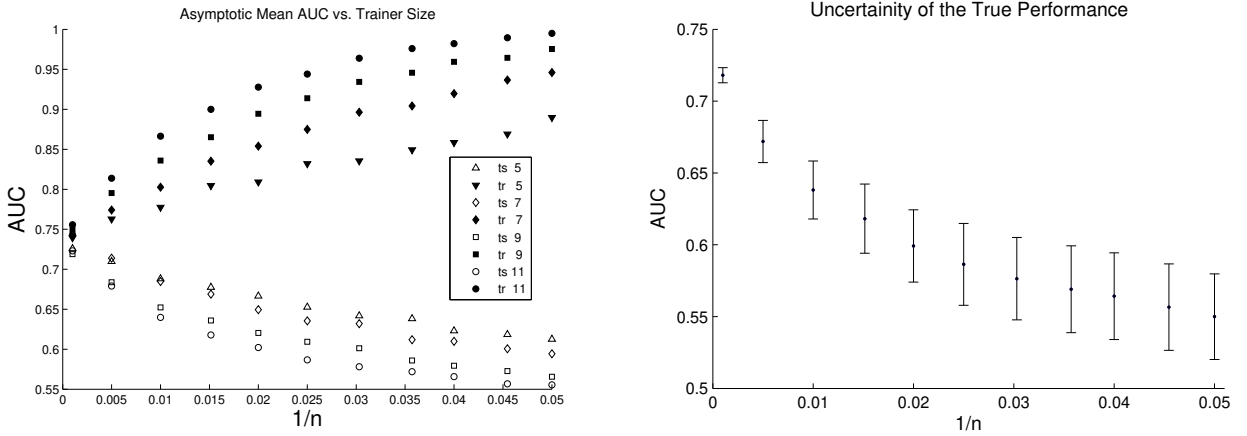 Asymptotic Mean AUC vs. Trainer Size
1
0.95
0.9
0.85
0.8
0.75
0.7
0.65
0.6
0.55
AUC
ts 5
tr 5
ts 7
tr 7
ts 9
tr 9
ts 11
tr 11
0 0.005 0.01 0.015 0.02 0.025 0.03 0.035 0.04 0.045 0.05
1/n
Uncertainity of the True Performance
0.75
0.7
0.65
0.6
0.55
0.5
AUC
0 0.01 0.02 0.03 0.04 0.05
1/n